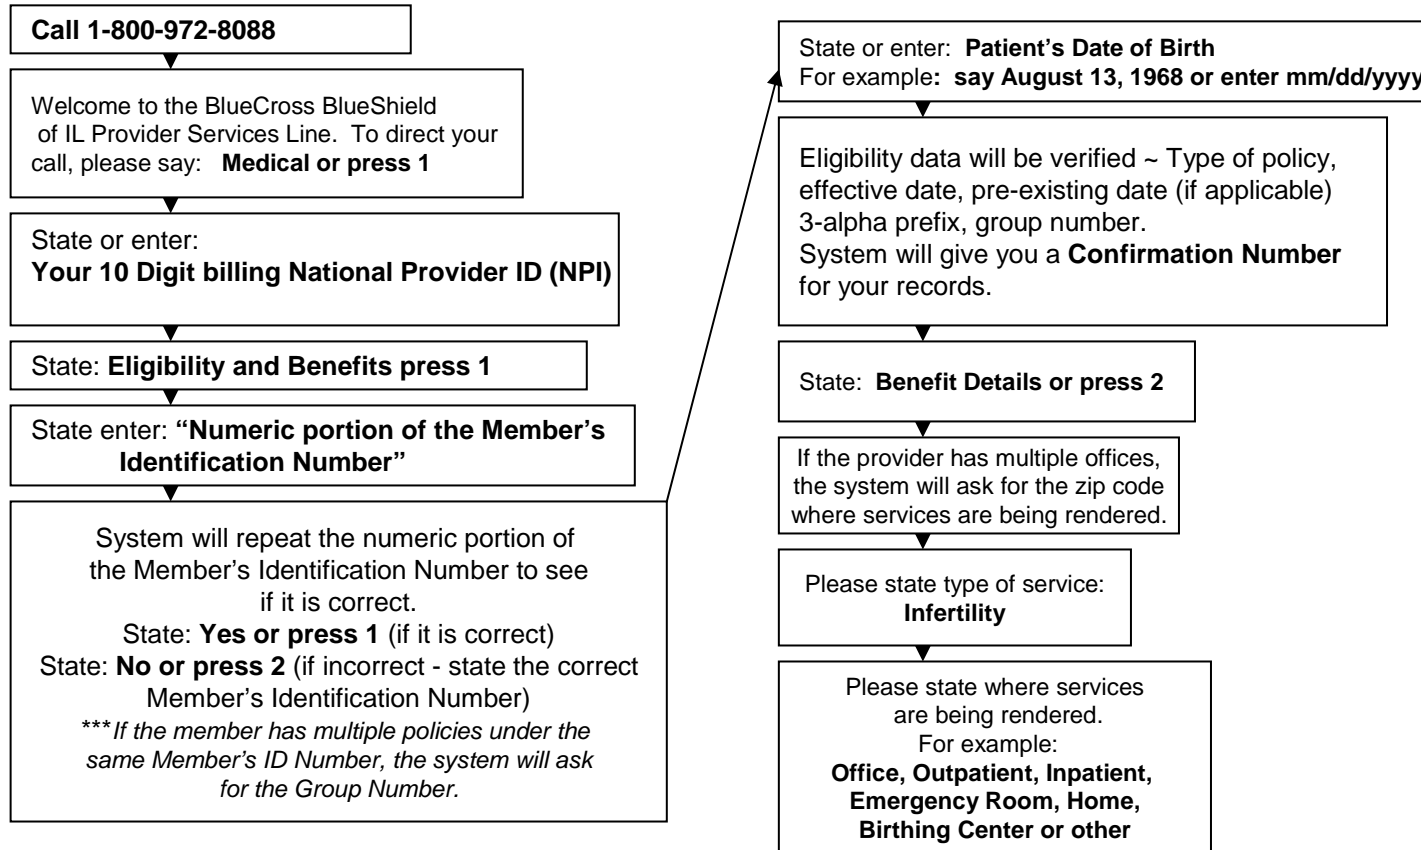 Call 1-800-972-8088
Welcome to the BlueCross BlueShield
of IL Provider Services Line. To direct your
call, please say: Medical or press 1
State or enter:
Your 10 Digit billing National Provider ID (NPI)
State: Eligibility and Benefits press 1
State enter: “Numeric portion of the Member’s
Identification Number”
System will repeat the numeric portion of
the Member’s Identification Number to see
if it is correct.
State: Yes or press 1 (if it is correct)
State: No or press 2 (if incorrect - state the correct
Member’s Identification Number)
***If the member has multiple policies under the
same Member’s ID Number, the system will ask
for the Group Number.
State or enter: Patient’s Date of Birth
For example: say August 13, 1968 or enter mm/dd/yyyy
Eligibility data will be verified ~ Type of policy,
effective date, pre-existing date (if applicable)
3-alpha prefix, group number.
System will give you a Confirmation Number
for your records.
State: Benefit Details or press 2
If the provider has multiple offices,
the system will ask for the zip code
where services are being rendered.
Please state type of service:
Infertility
Please state where services
are being rendered.
For example:
Office, Outpatient, Inpatient,
Emergency Room, Home,
Birthing Center or other